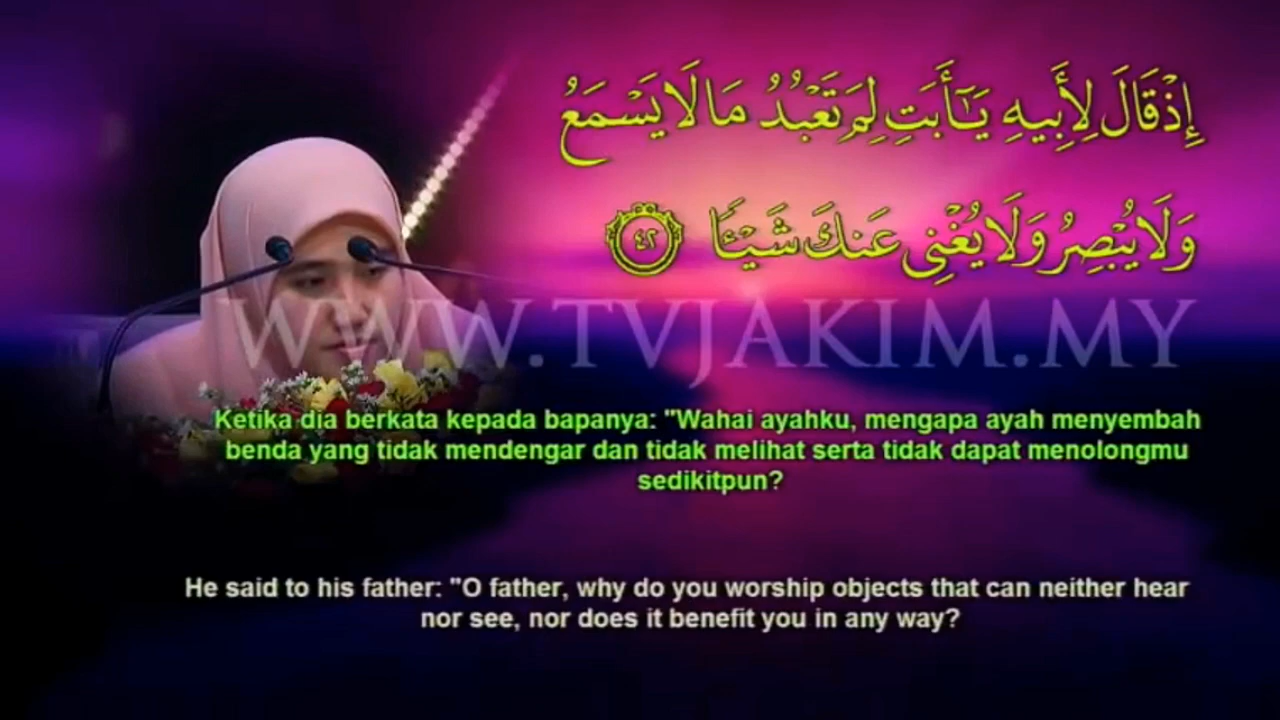 إِذْ قَالَ لِأَبِيهِ يَٰٓأَبَتِ لِمَ تَعْبُدُ مَا لَا يَسْمَعُ
وَلَا يُبْصِرُ وَلَا يُغْنِى عَنكَ شَيْـًٔا ٤٢
WWW.TVJAKIM.MY
Ketika dia berkata kepada bapanya: "Wahai ayahku, mengapa ayah menyembah
benda yang tidak mendengar dan tidak melihat serta tidak dapat menolongmu
sedikitpun?
He said to his father: "O father, why do you worship objects that can neither hear
nor see, nor does it benefit you in any way?